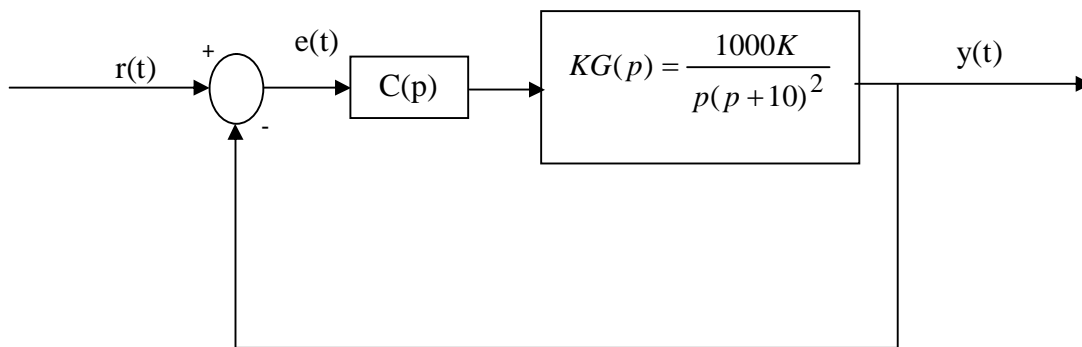 +
r(t)
e(t)
-
C(p)
KG(p) = 1000K / p(p + 10)²
y(t)